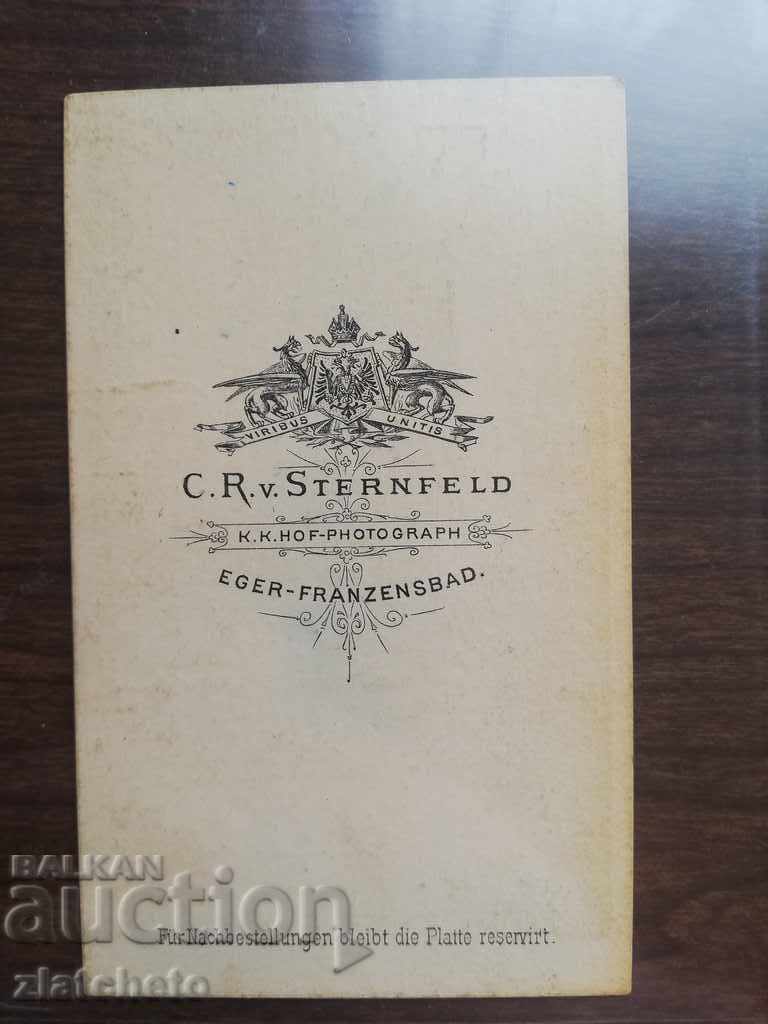 VIRIBUS UNITIS
C. R. v. STERNFELD
K. K. HOF-PHOTOGRAPH
EGER-FRANZENSBAD.
Für Nachbestellungen bleibt die Platte reservirt.
BALKAN
auction
zlatcheto